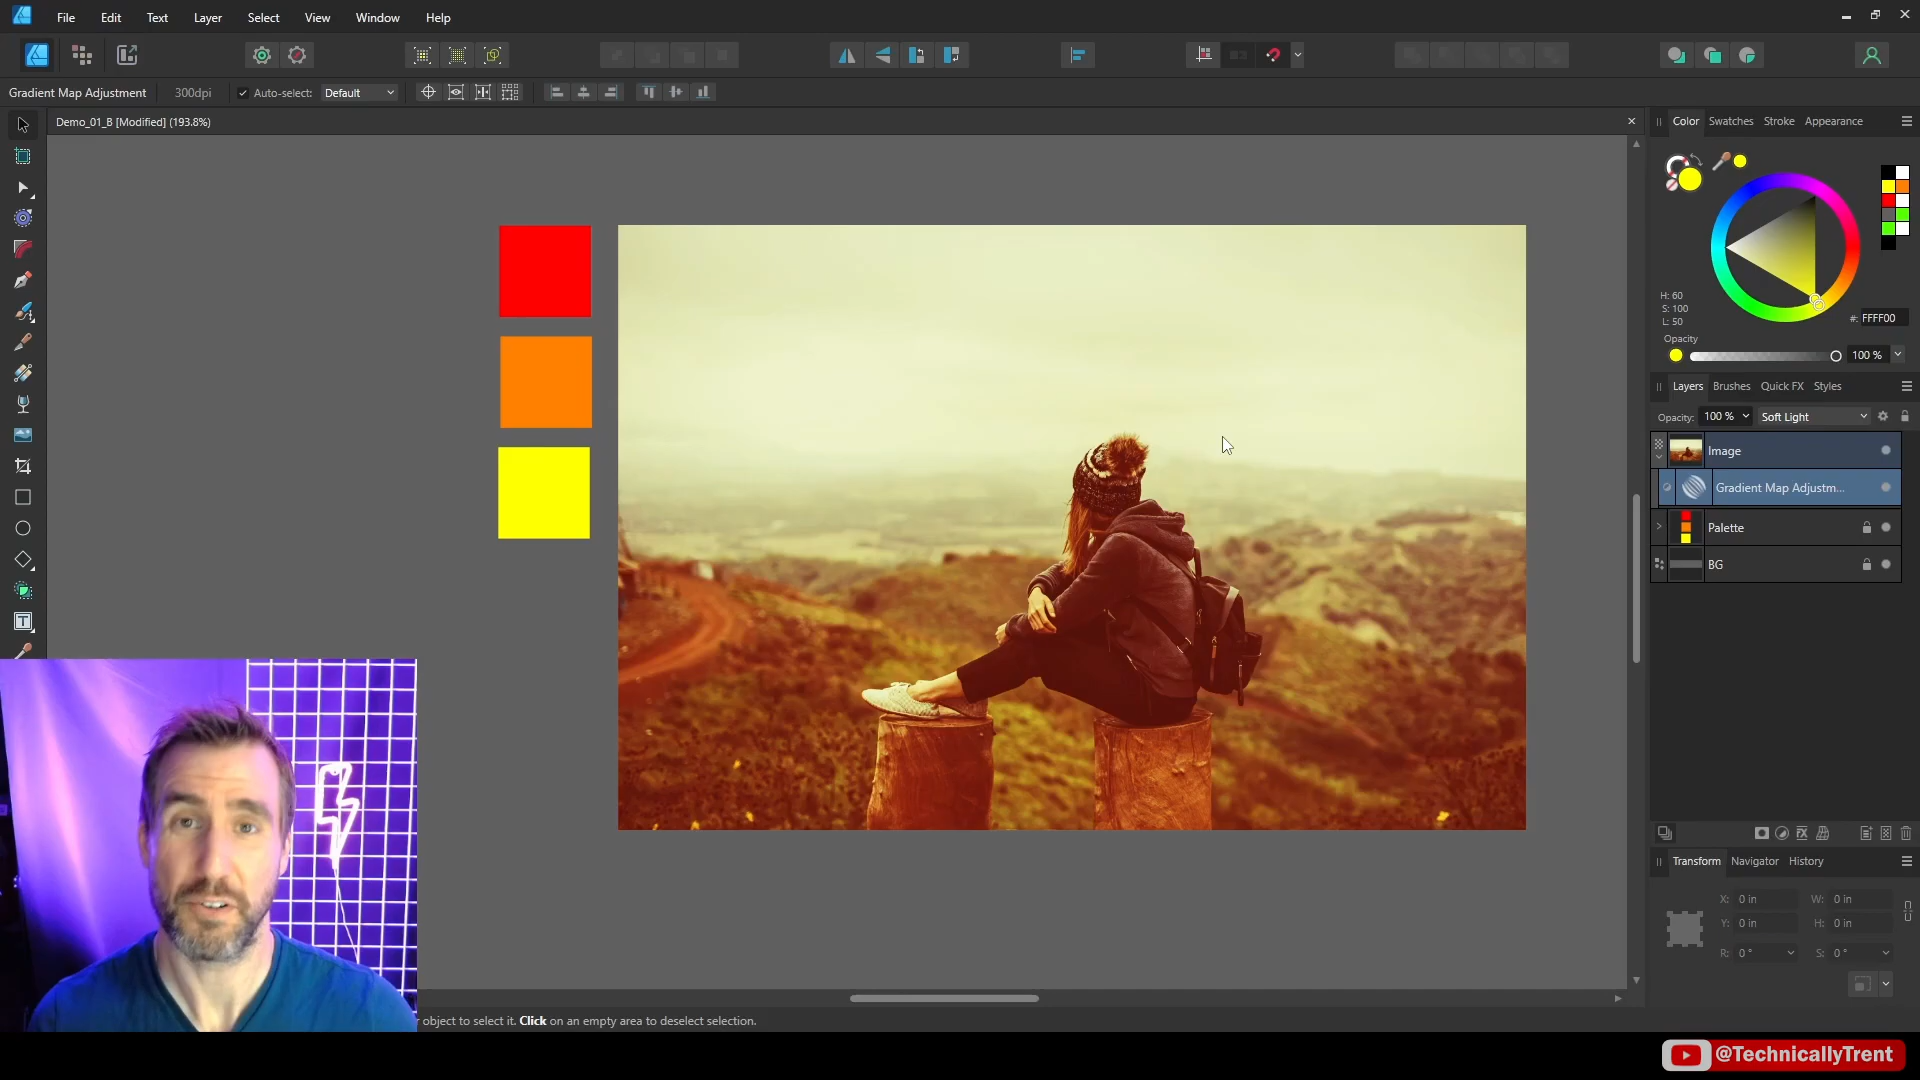 File Edit Text Layer Select View Window Help
Gradient Map Adjustment 300dpi Auto-select: Default
Demo_01_B [Modified] (193.8%)
Color Swatches Stroke Appearance
H: 60
S: 100
L: 50
#: FFFF00
Opacity
100 %
Layers Brushes Quick FX Styles
Opacity: 100 % Soft Light
Image
Gradient Map Adjustm...
Palette
BG
Transform Navigator History
X: 0 in W: 0 in
Y: 0 in H: 0 in
R: 0 ° S: 0 °
object to select it. Click on an empty area to deselect selection.
@TechnicallyTrent